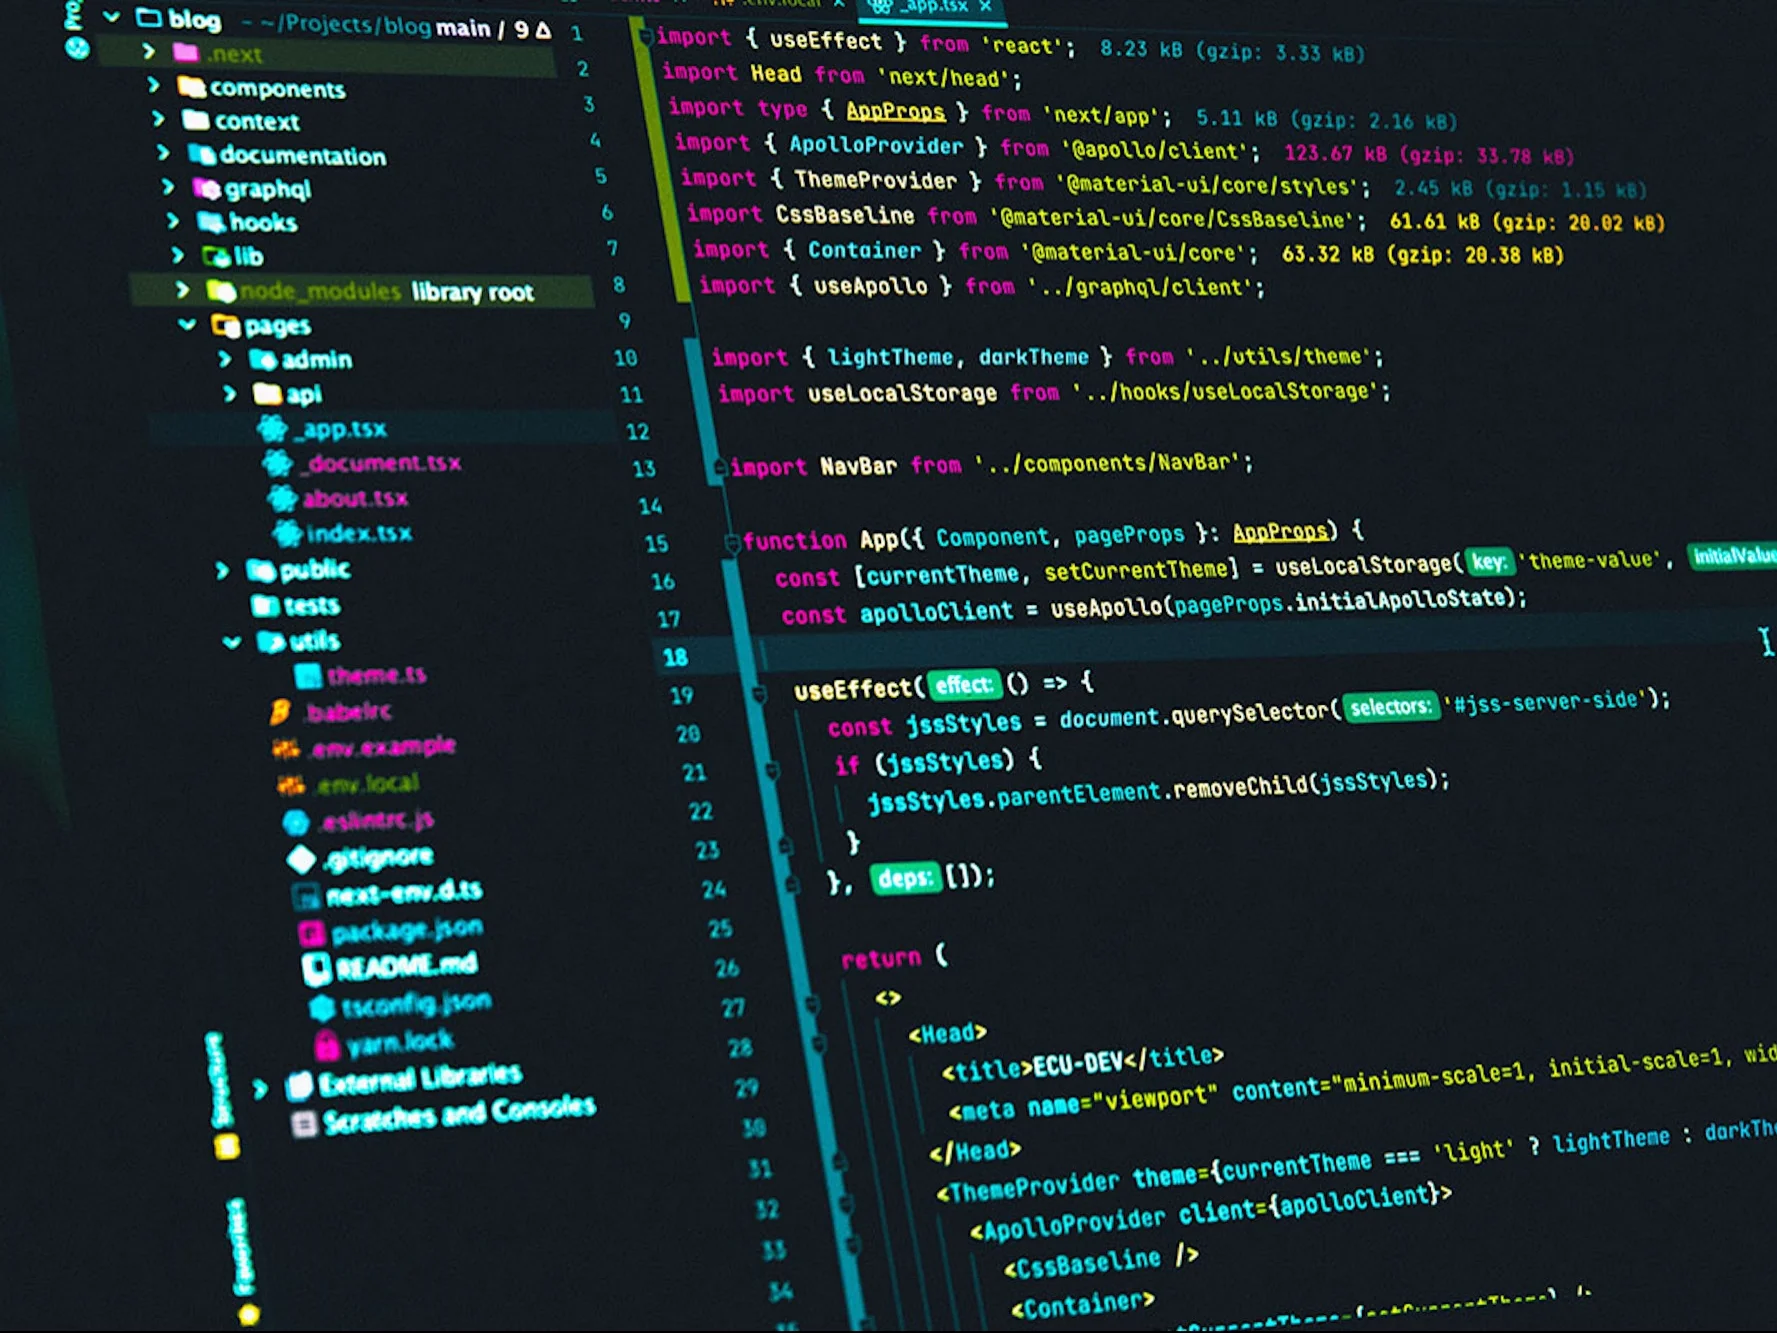 blog ~/Projects/blog main / 9 Δ
.next
components
context
documentation
graphql
hooks
lib
node_modules library root
pages
admin
api
_app.tsx
_document.tsx
about.tsx
index.tsx
public
tests
utils
theme.ts
.babelrc
.env.example
.env.local
.eslintrc.js
.gitignore
next-env.d.ts
package.json
README.md
tsconfig.json
yarn.lock
External Libraries
Scratches and Consoles
Structure
Favorites
.env.local
_app.tsx
1 import { useEffect } from 'react'; 8.23 kB (gzip: 3.33 kB)
2 import Head from 'next/head';
3 import type { AppProps } from 'next/app'; 5.11 kB (gzip: 2.16 kB)
4 import { ApolloProvider } from '@apollo/client'; 123.67 kB (gzip: 33.78 kB)
5 import { ThemeProvider } from '@material-ui/core/styles'; 2.45 kB (gzip: 1.15 kB)
6 import CssBaseline from '@material-ui/core/CssBaseline'; 61.61 kB (gzip: 20.02 kB)
7 import { Container } from '@material-ui/core'; 63.32 kB (gzip: 20.38 kB)
8 import { useApollo } from '../graphql/client';
9
10 import { lightTheme, darkTheme } from '../utils/theme';
11 import useLocalStorage from '../hooks/useLocalStorage';
12
13 import NavBar from '../components/NavBar';
14
15 function App({ Component, pageProps }: AppProps) {
16 const [currentTheme, setCurrentTheme] = useLocalStorage( key: 'theme-value', initialValue
17 const apolloClient = useApollo(pageProps.initialApolloState);
18
19 useEffect( effect: () => {
20 const jssStyles = document.querySelector( selectors: '#jss-server-side');
21 if (jssStyles) {
22 jssStyles.parentElement.removeChild(jssStyles);
23 }
24 }, deps: []);
25
26 return (
27 <>
28 <Head>
29 <title>ECU-DEV</title>
30 <meta name="viewport" content="minimum-scale=1, initial-scale=1, wid
31 </Head>
32 <ThemeProvider theme={currentTheme === 'light' ? lightTheme : darkTh
33 <ApolloProvider client={apolloClient}>
34 <CssBaseline />
<Container>